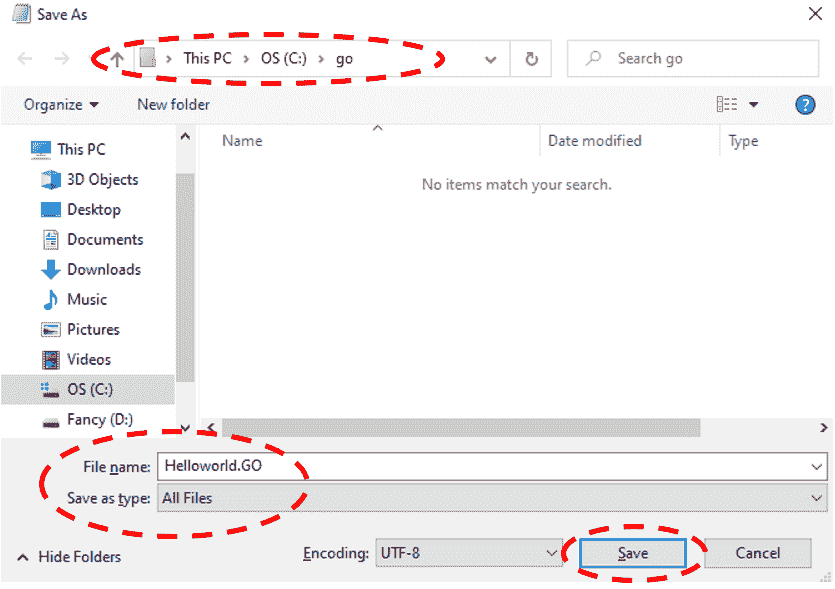 Save As
This PC > OS (C:) > go
Search go
Organize
New folder
?
Name
Date modified
Type
No items match your search.
This PC
3D Objects
Desktop
Documents
Downloads
Music
Pictures
Videos
OS (C:)
Fancy (D:)
File name: Helloworld.GO
Save as type: All Files
Hide Folders
Encoding: UTF-8
Save
Cancel